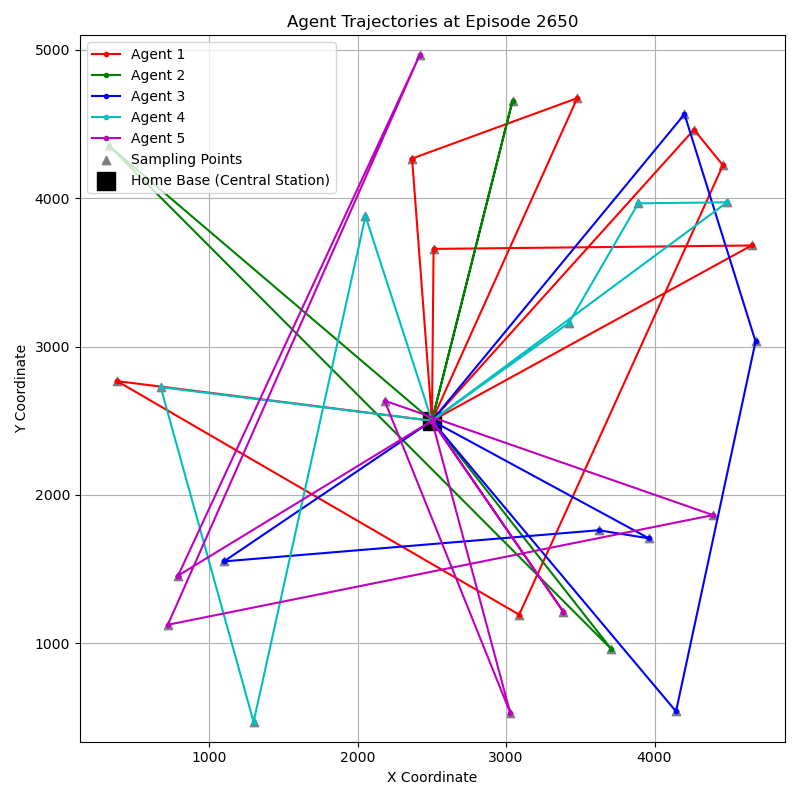 Agent Trajectories at Episode 2650
Agent 1
Agent 2
Agent 3
Agent 4
Agent 5
Sampling Points
Home Base (Central Station)
5000
4000
3000
2000
1000
Y Coordinate
1000
2000
3000
4000
X Coordinate